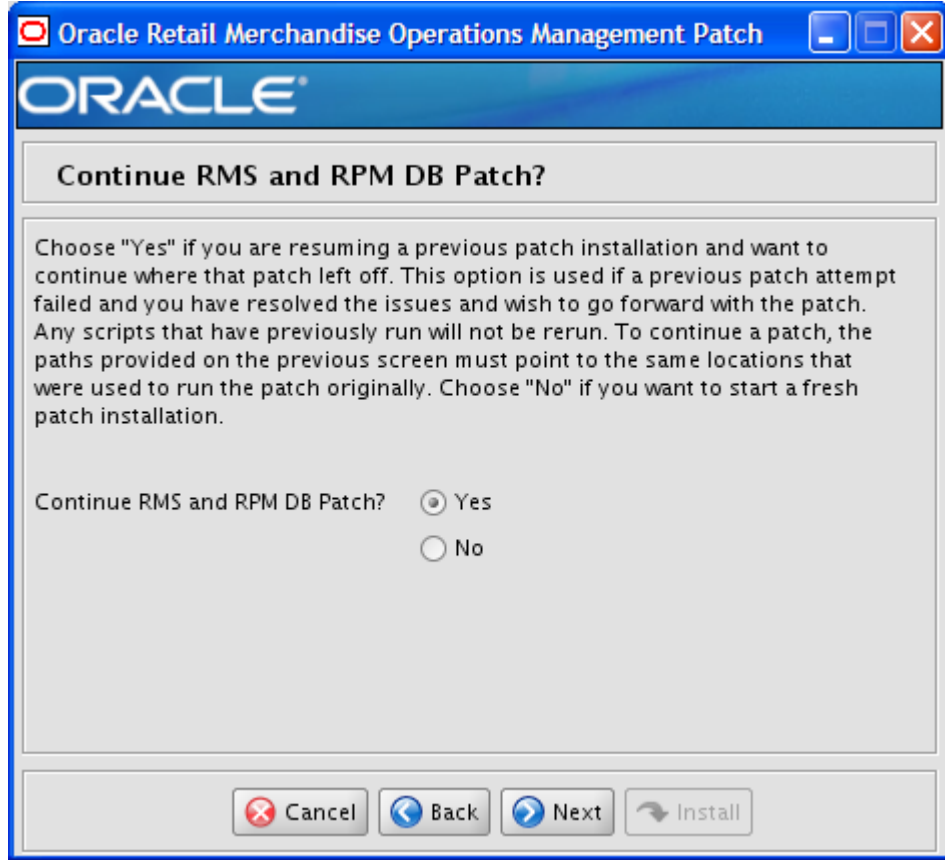 Oracle Retail Merchandise Operations Management Patch
ORACLE®
Continue RMS and RPM DB Patch?
Choose "Yes" if you are resuming a previous patch installation and want to
continue where that patch left off. This option is used if a previous patch attempt
failed and you have resolved the issues and wish to go forward with the patch.
Any scripts that have previously run will not be rerun. To continue a patch, the
paths provided on the previous screen must point to the same locations that
were used to run the patch originally. Choose "No" if you want to start a fresh
patch installation.
Continue RMS and RPM DB Patch? Yes
No
Cancel Back Next Install